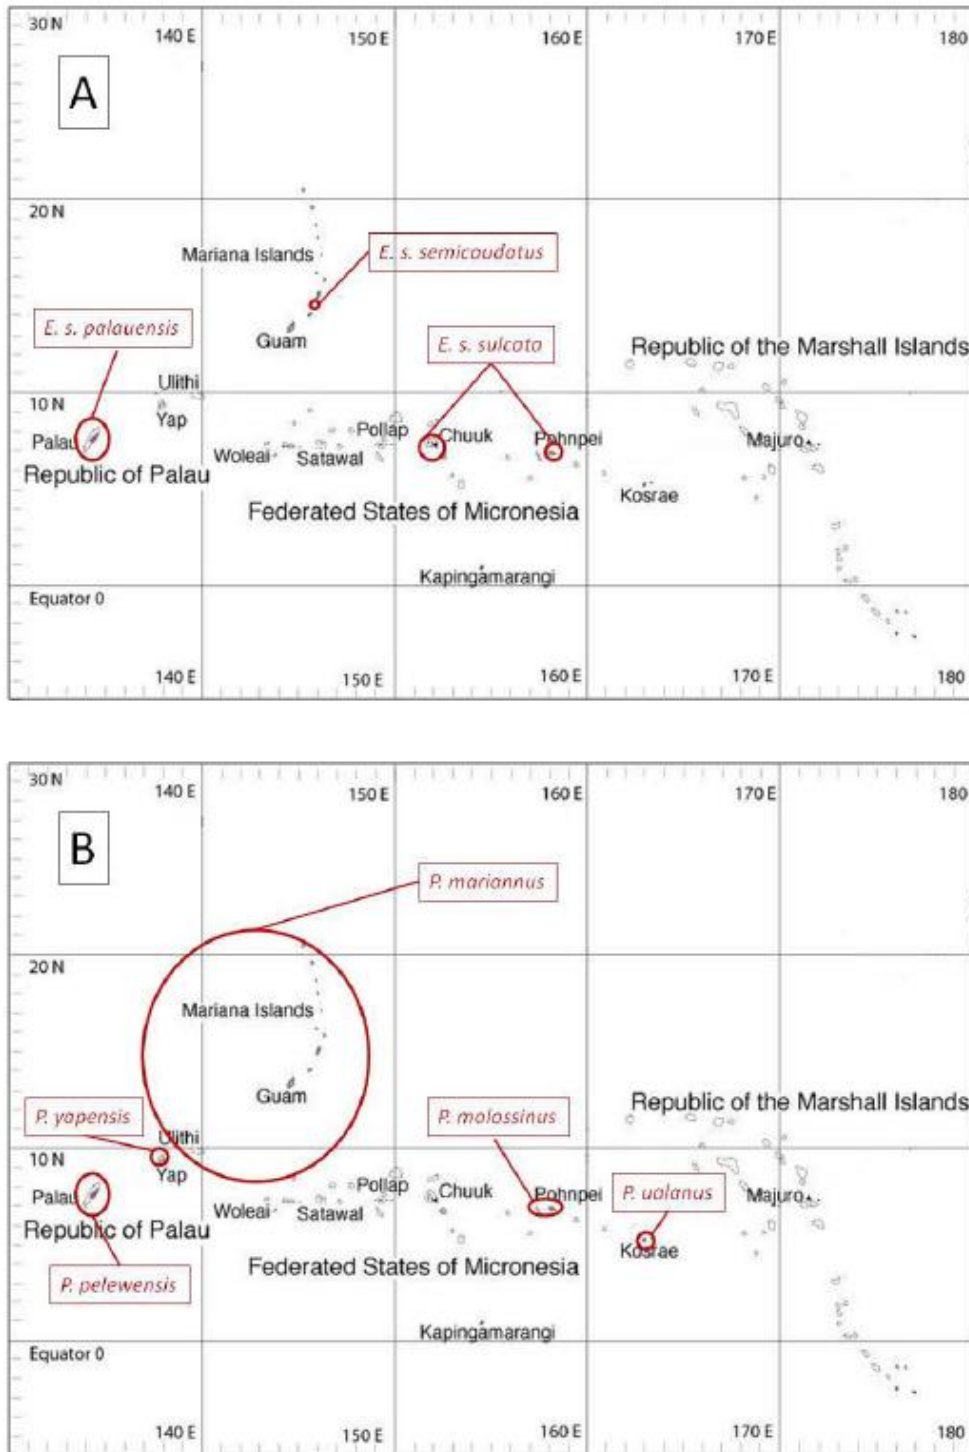 30 N
140 E
150 E
160 E
170 E
180
A
20 N
Mariana Islands
E. s. semicaudatus
E. s. palauensis
Guam
E. s. sulcata
Republic of the Marshall Islands
Ulithi
10 N
Yap
Palau
Pollap
Chuuk
Pohnpei
Majuro
Woleai
Satawal
Republic of Palau
Kosrae
Federated States of Micronesia
Kapingamarangi
Equator 0
140 E
150 E
160 E
170 E
180
30 N
140 E
150 E
160 E
170 E
180
B
P. mariannus
20 N
Mariana Islands
Guam
P. yapensis
P. molossinus
Republic of the Marshall Islands
Ulithi
10 N
Yap
Palau
Pollap
Chuuk
Pohnpei
P. ualanus
Majuro
Woleai
Satawal
Republic of Palau
Kosrae
Federated States of Micronesia
P. pelewensis
Kapingamarangi
Equator 0
140 E
150 E
160 E
170 E
180